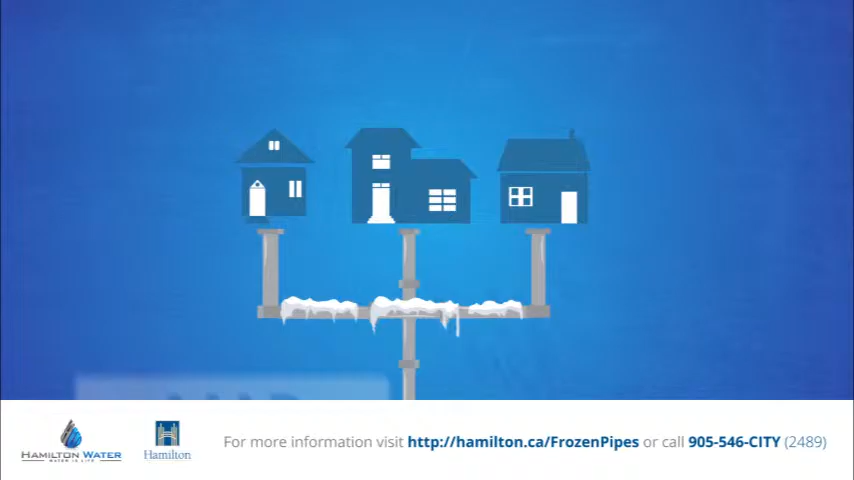 For more information visit http://hamilton.ca/FrozenPipes or call 905-546-CITY (2489)
HAMILTON WATER
WATER IS LIFE
Hamilton